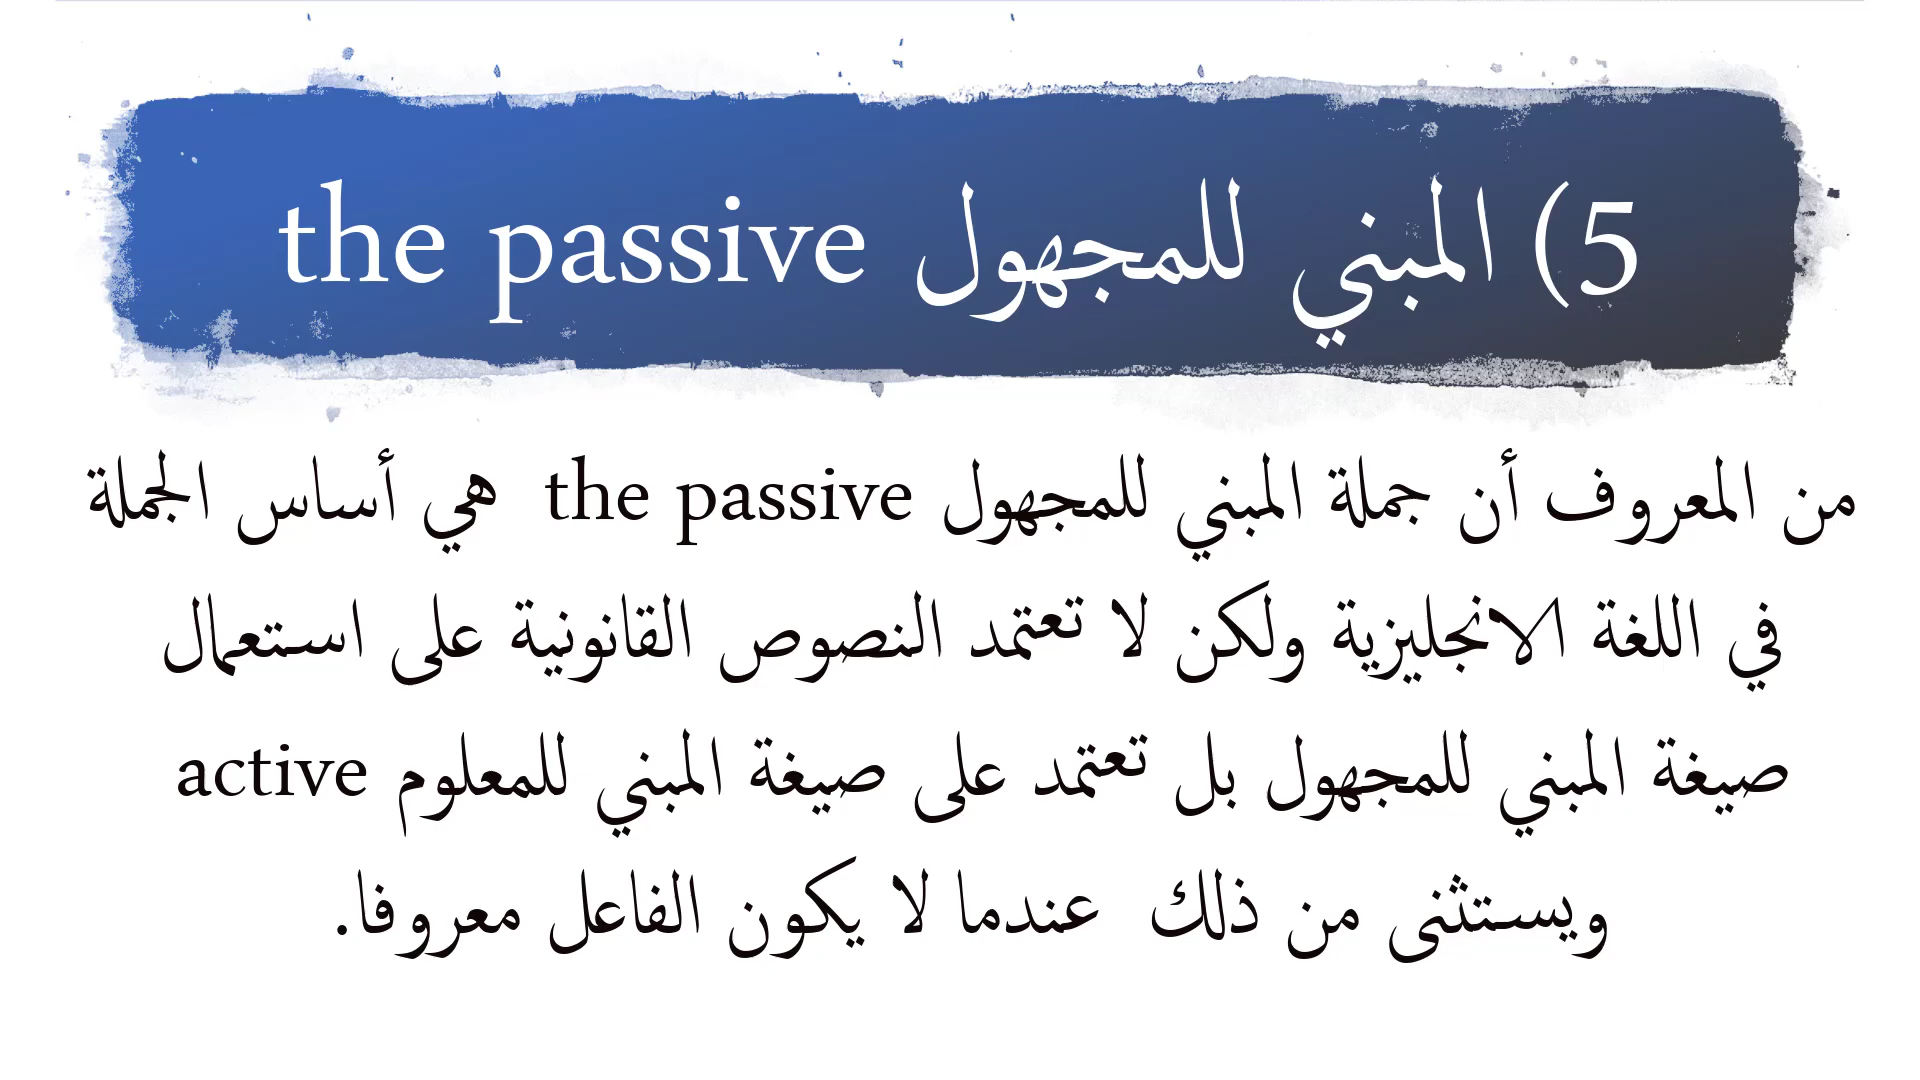 5) المبني للمجهول the passive
من المعروف أن جملة المبني للمجهول the passive هي أساس الجملة
في اللغة الانجليزية ولكن لا تعتمد النصوص القانونية على استعمال
صيغة المبني للمجهول بل تعتمد على صيغة المبني للمعلوم active
ويستثنى من ذلك عندما لا يكون الفاعل معروفا.